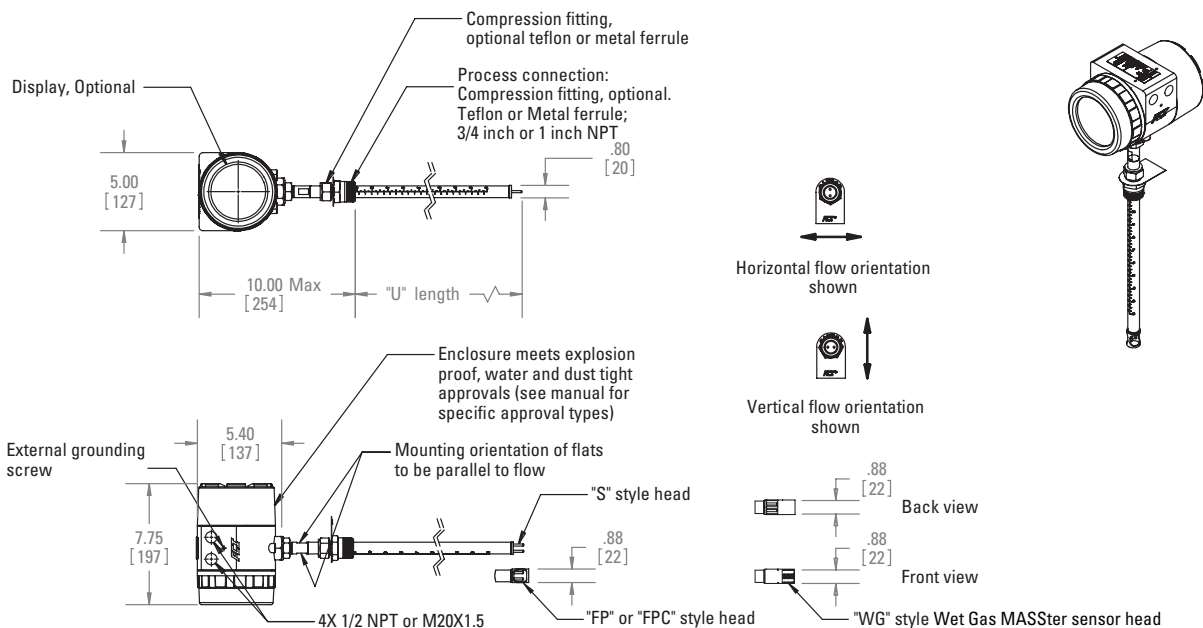 Compression fitting,
optional teflon or metal ferrule
Process connection:
Compression fitting, optional.
Teflon or Metal ferrule;
3/4 inch or 1 inch NPT
Display, Optional
.80
[20]
5.00
[127]
10.00 Max
[254]
"U" length
Horizontal flow orientation
shown
Vertical flow orientation
shown
Enclosure meets explosion
proof, water and dust tight
approvals (see manual for
specific approval types)
5.40
[137]
External grounding
screw
Mounting orientation of flats
to be parallel to flow
7.75
[197]
"S" style head
.88
[22]
"FP" or "FPC" style head
4X 1/2 NPT or M20X1.5
.88
[22]
Back view
.88
[22]
Front view
"WG" style Wet Gas MASSter sensor head